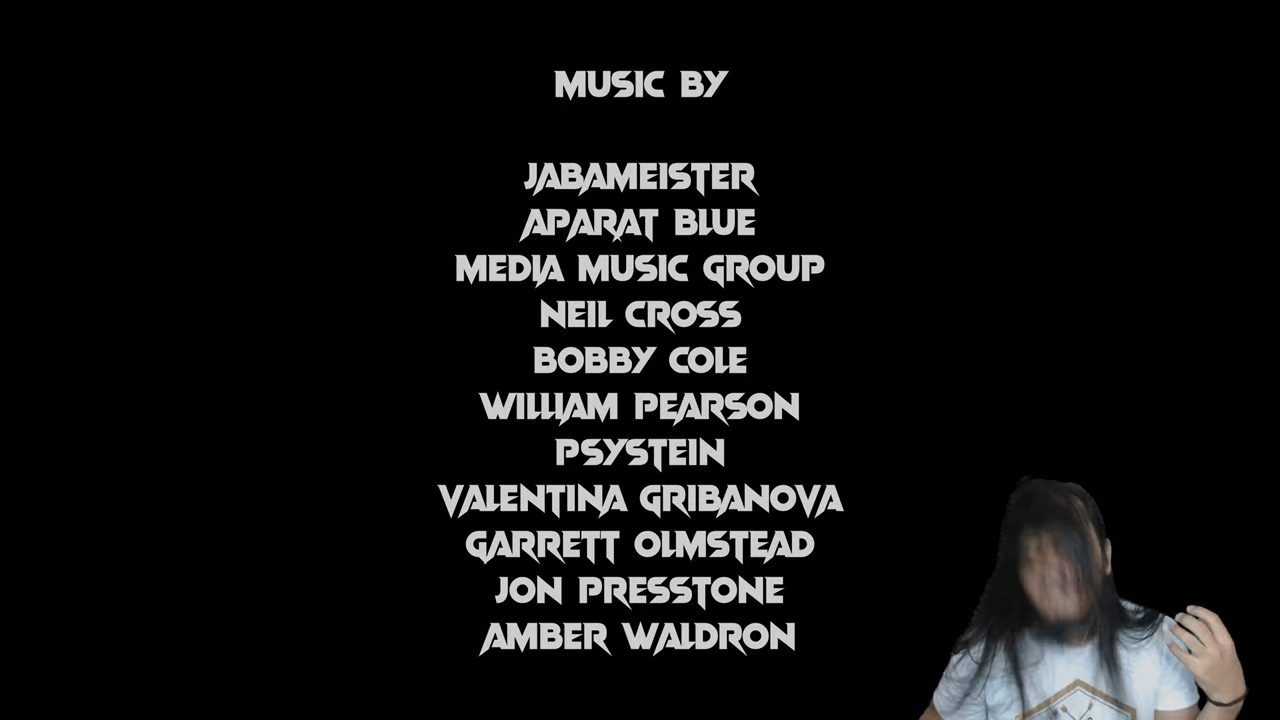 MUSIC BY
JABAMEISTER
APARAT BLUE
MEDIA MUSIC GROUP
NEIL CROSS
BOBBY COLE
WILLIAM PEARSON
PSYSTEIN
VALENTINA GRIBANOVA
GARRETT OLMSTEAD
JON PRESSTONE
AMBER WALDRON